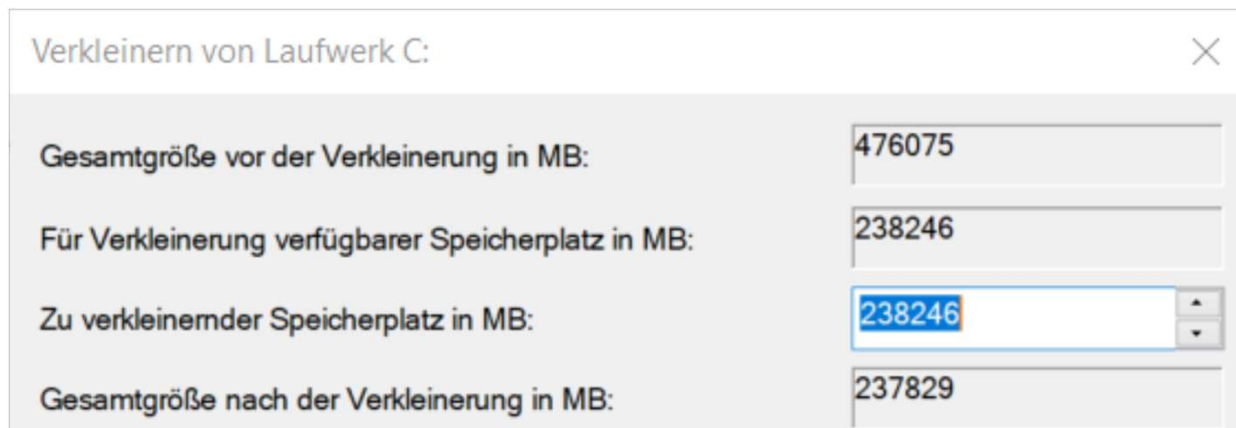 Verkleinern von Laufwerk C:
Gesamtgröße vor der Verkleinerung in MB: 476075
Für Verkleinerung verfügbarer Speicherplatz in MB: 238246
Zu verkleinernder Speicherplatz in MB: 238246
Gesamtgröße nach der Verkleinerung in MB: 237829